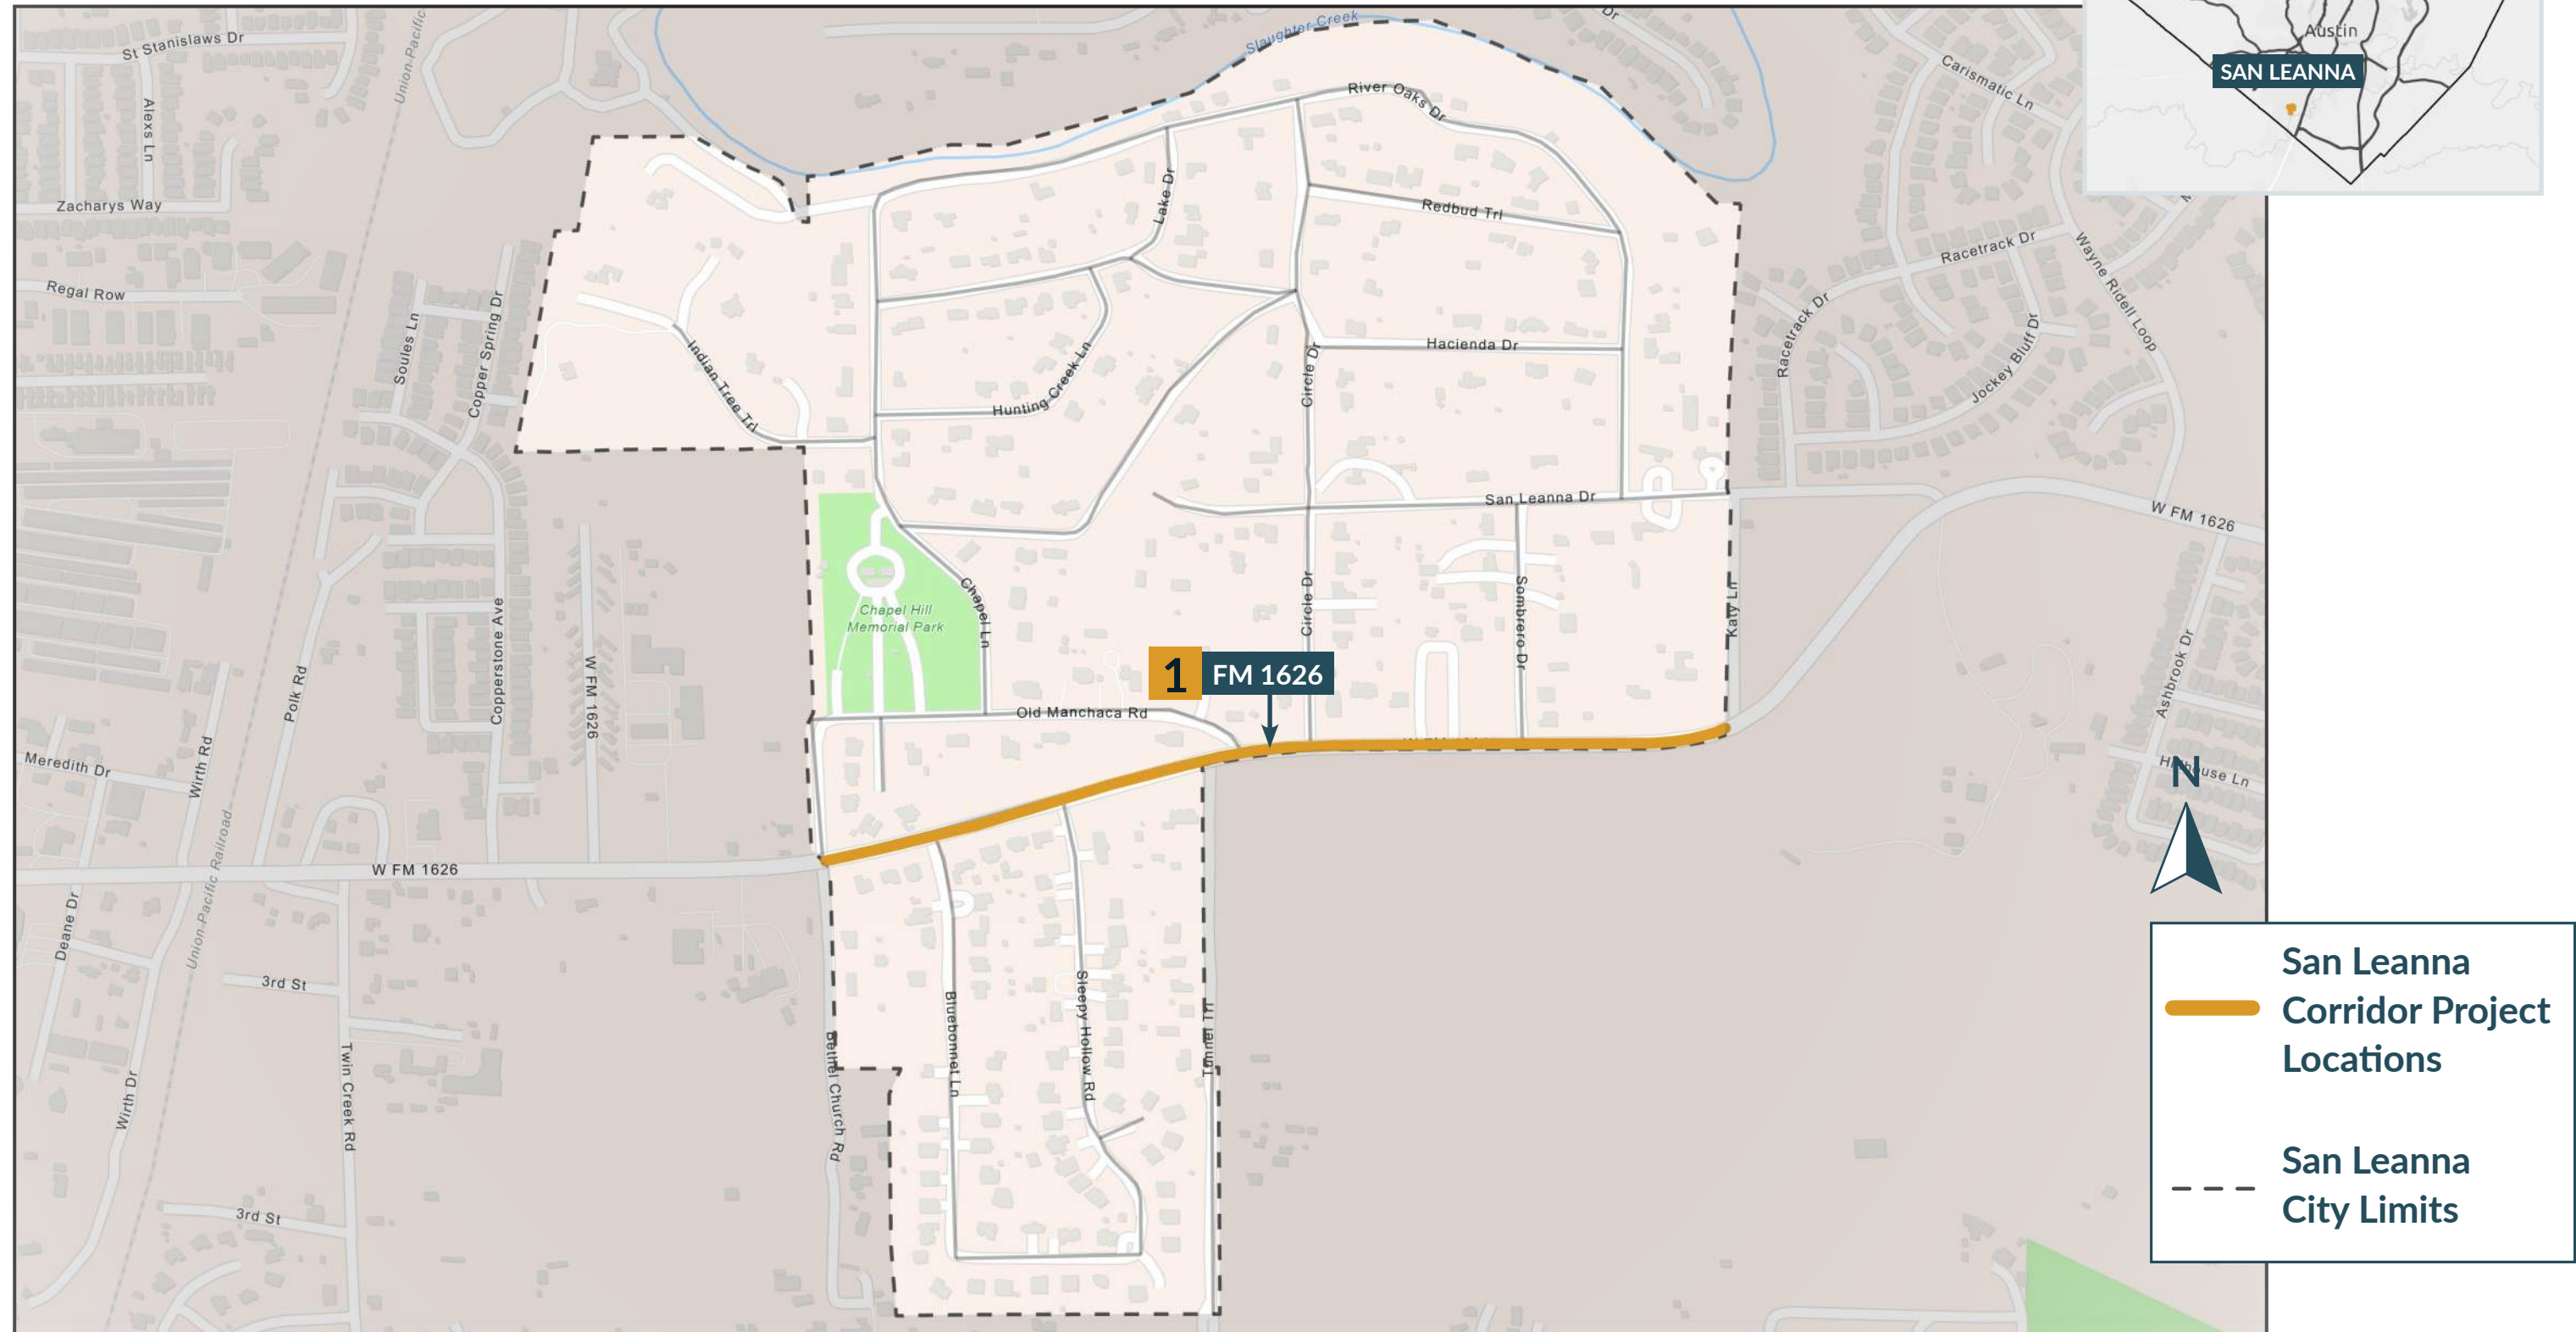 Slaughter Creek
Dr
Austin
SAN LEANNA
St Stanislaws Dr
Union Pacific
Alexs Ln
Carismatic Ln
River Oaks Dr
Zacharys Way
Lake Dr
Redbud Trl
Racetrack Dr
Wayne Ridell Loop
Regal Row
Soules Ln
Copper Spring Dr
Indian Tree Trl
Hunting Creek Ln
Circle Dr
Hacienda Dr
Racetrack Dr
Jockey Bluff Dr
San Leanna Dr
W FM 1626
Chapel Hill
Memorial Park
Chapel Ln
Circle Dr
Sombrero Dr
Katy Ln
Copperstone Ave
W FM 1626
Polk Rd
Ashbrook Dr
1
FM 1626
Old Manchaca Rd
Meredith Dr
Wirth Rd
N
Union Pacific Railroad
W FM 1626
Deane Dr
3rd St
Bluebonnet Ln
Sleepy Hollow Rd
Bethel Church Rd
Twin Creek Rd
Wirth Dr
3rd St
San Leanna
Corridor Project
Locations
San Leanna
City Limits